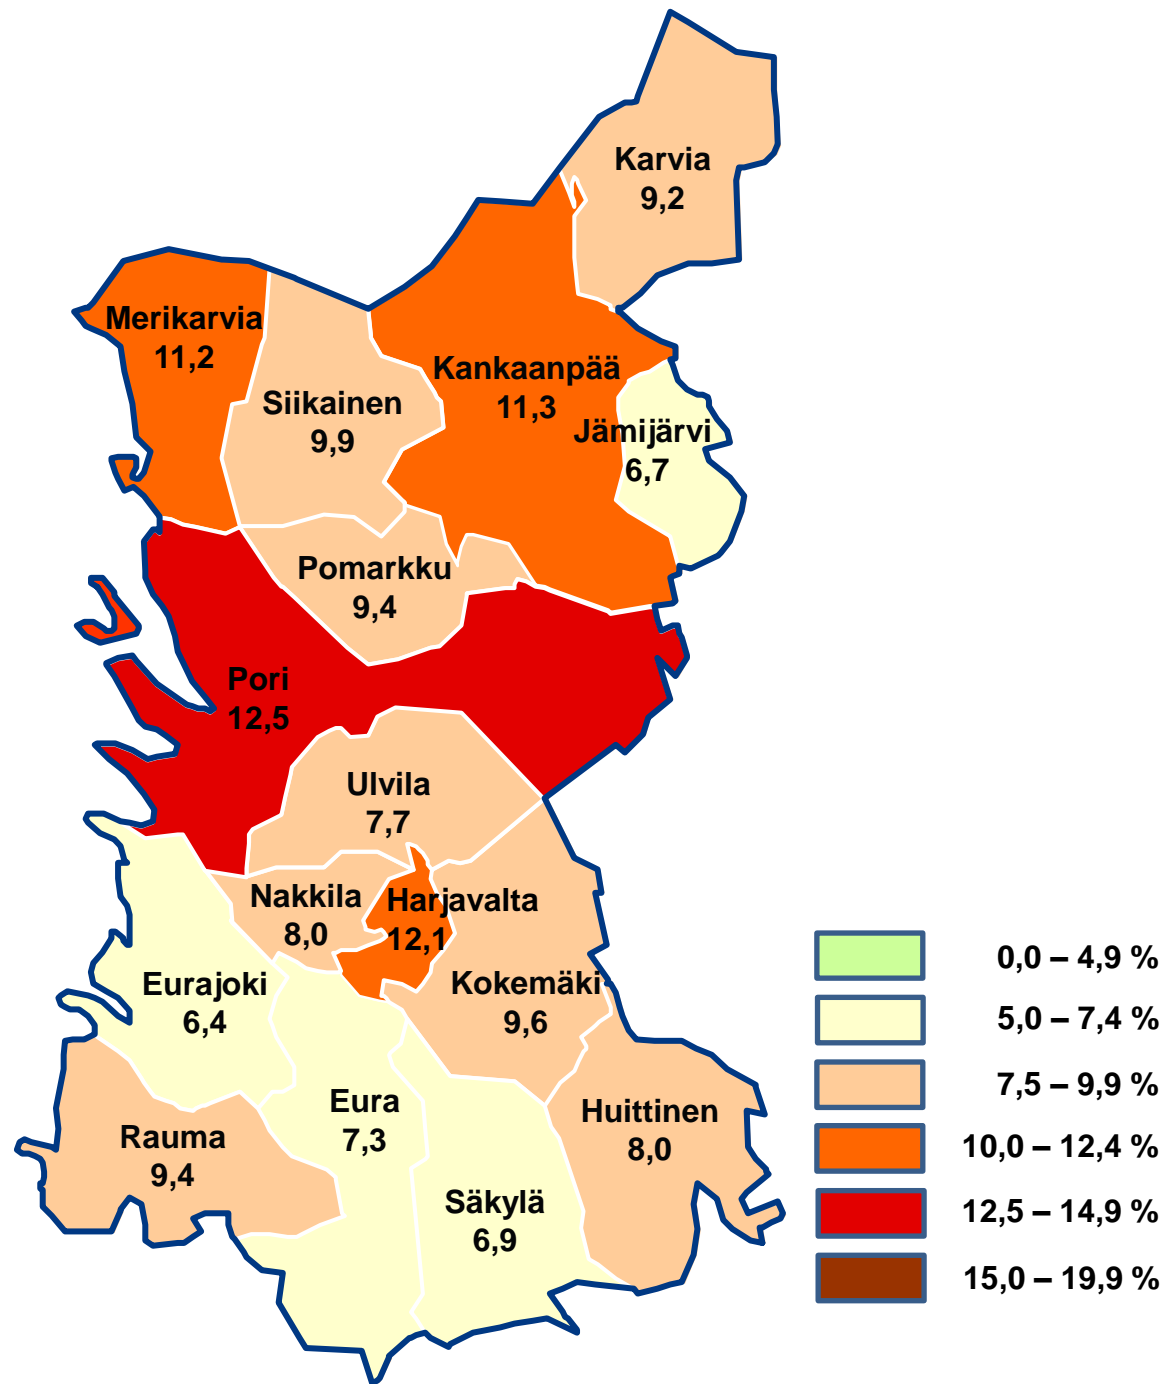 Karvia
9,2
Merikarvia
11,2
Siikainen
9,9
Kankaanpää
11,3
Jämijärvi
6,7
Pomarkku
9,4
Pori
12,5
Ulvila
7,7
Nakkila
8,0
Harjavalta
12,1
Eurajoki
6,4
Kokemäki
9,6
Eura
7,3
Huittinen
8,0
Rauma
9,4
Säkylä
6,9
0,0 – 4,9 %
5,0 – 7,4 %
7,5 – 9,9 %
10,0 – 12,4 %
12,5 – 14,9 %
15,0 – 19,9 %